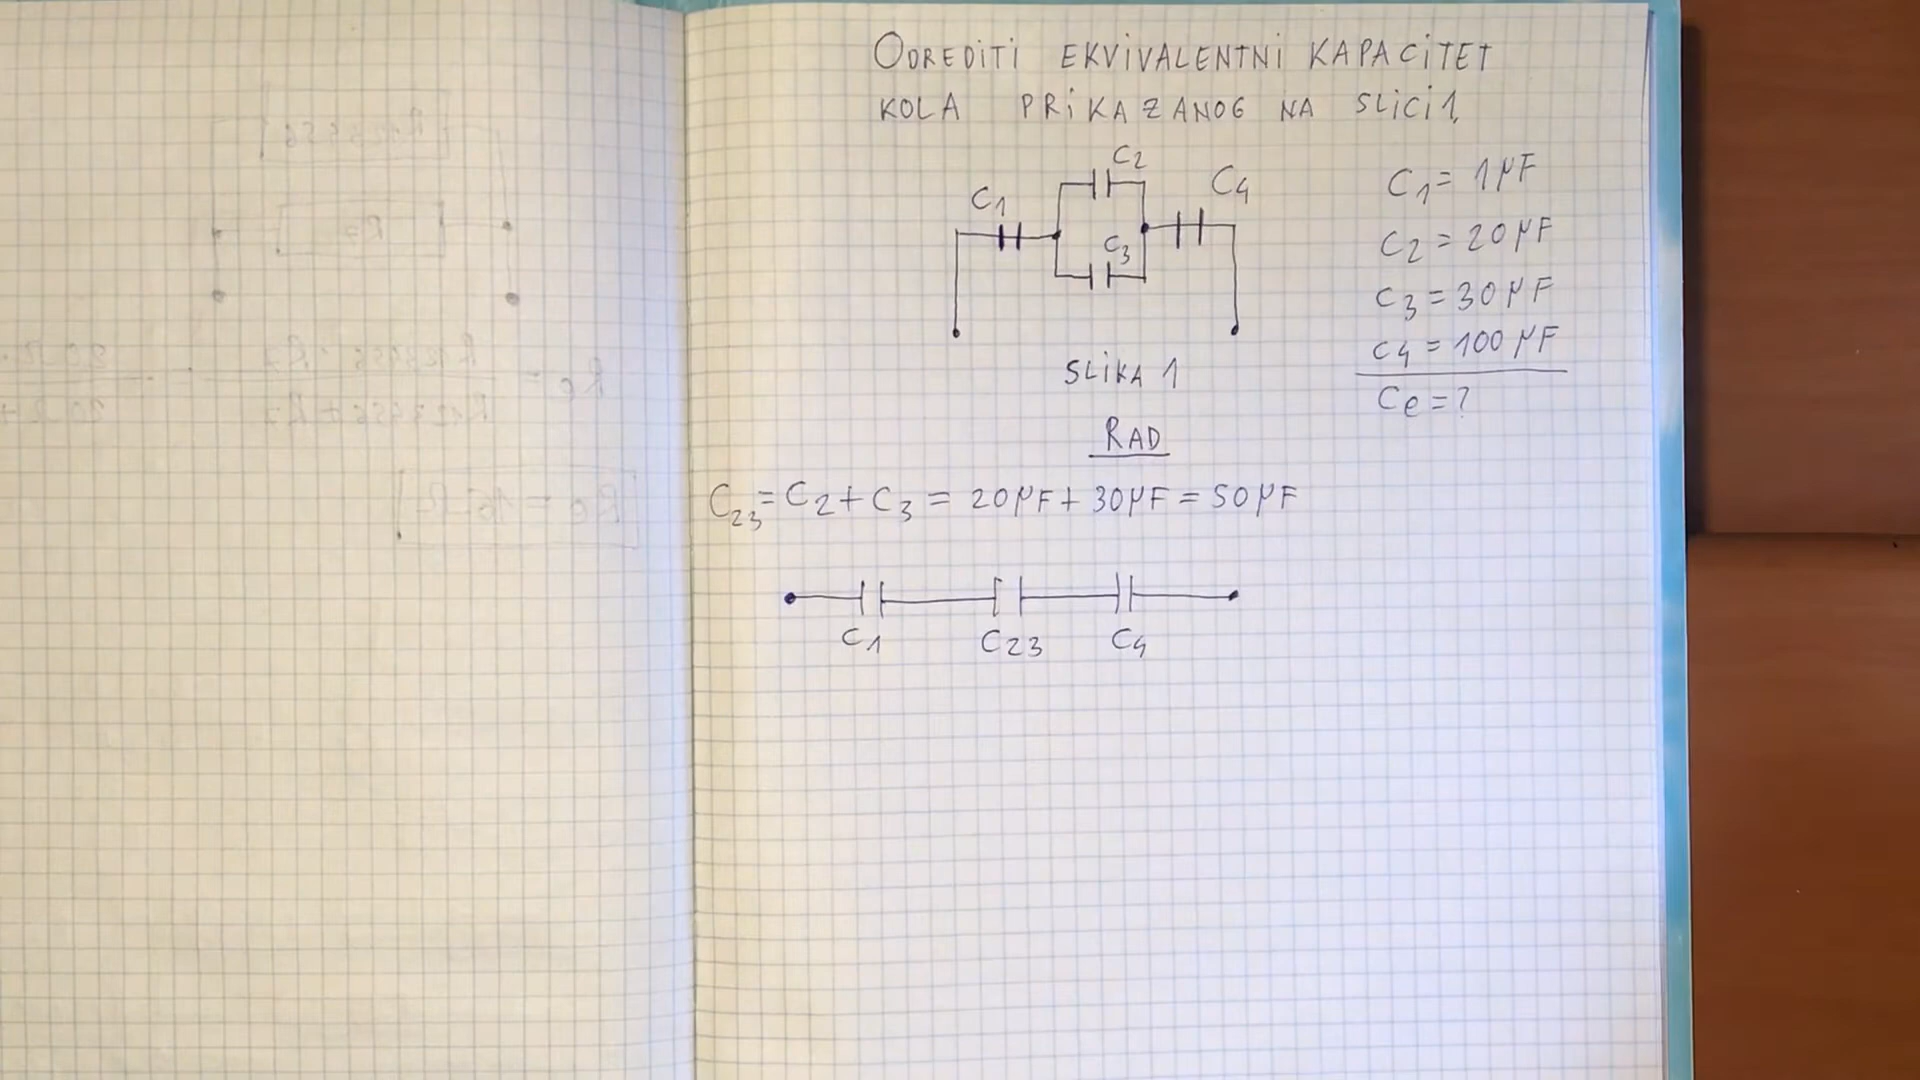 ODREDITI EKVIVALENTNI KAPACITET
KOLA PRIKAZANOG NA SLICI 1.
C2
C1
C4
C3
SLIKA 1
C1 = 1μF
C2 = 20μF
C3 = 30μF
C4 = 100μF
Ce = ?
RAD
C23 = C2 + C3 = 20μF + 30μF = 50μF
C1 C23 C4